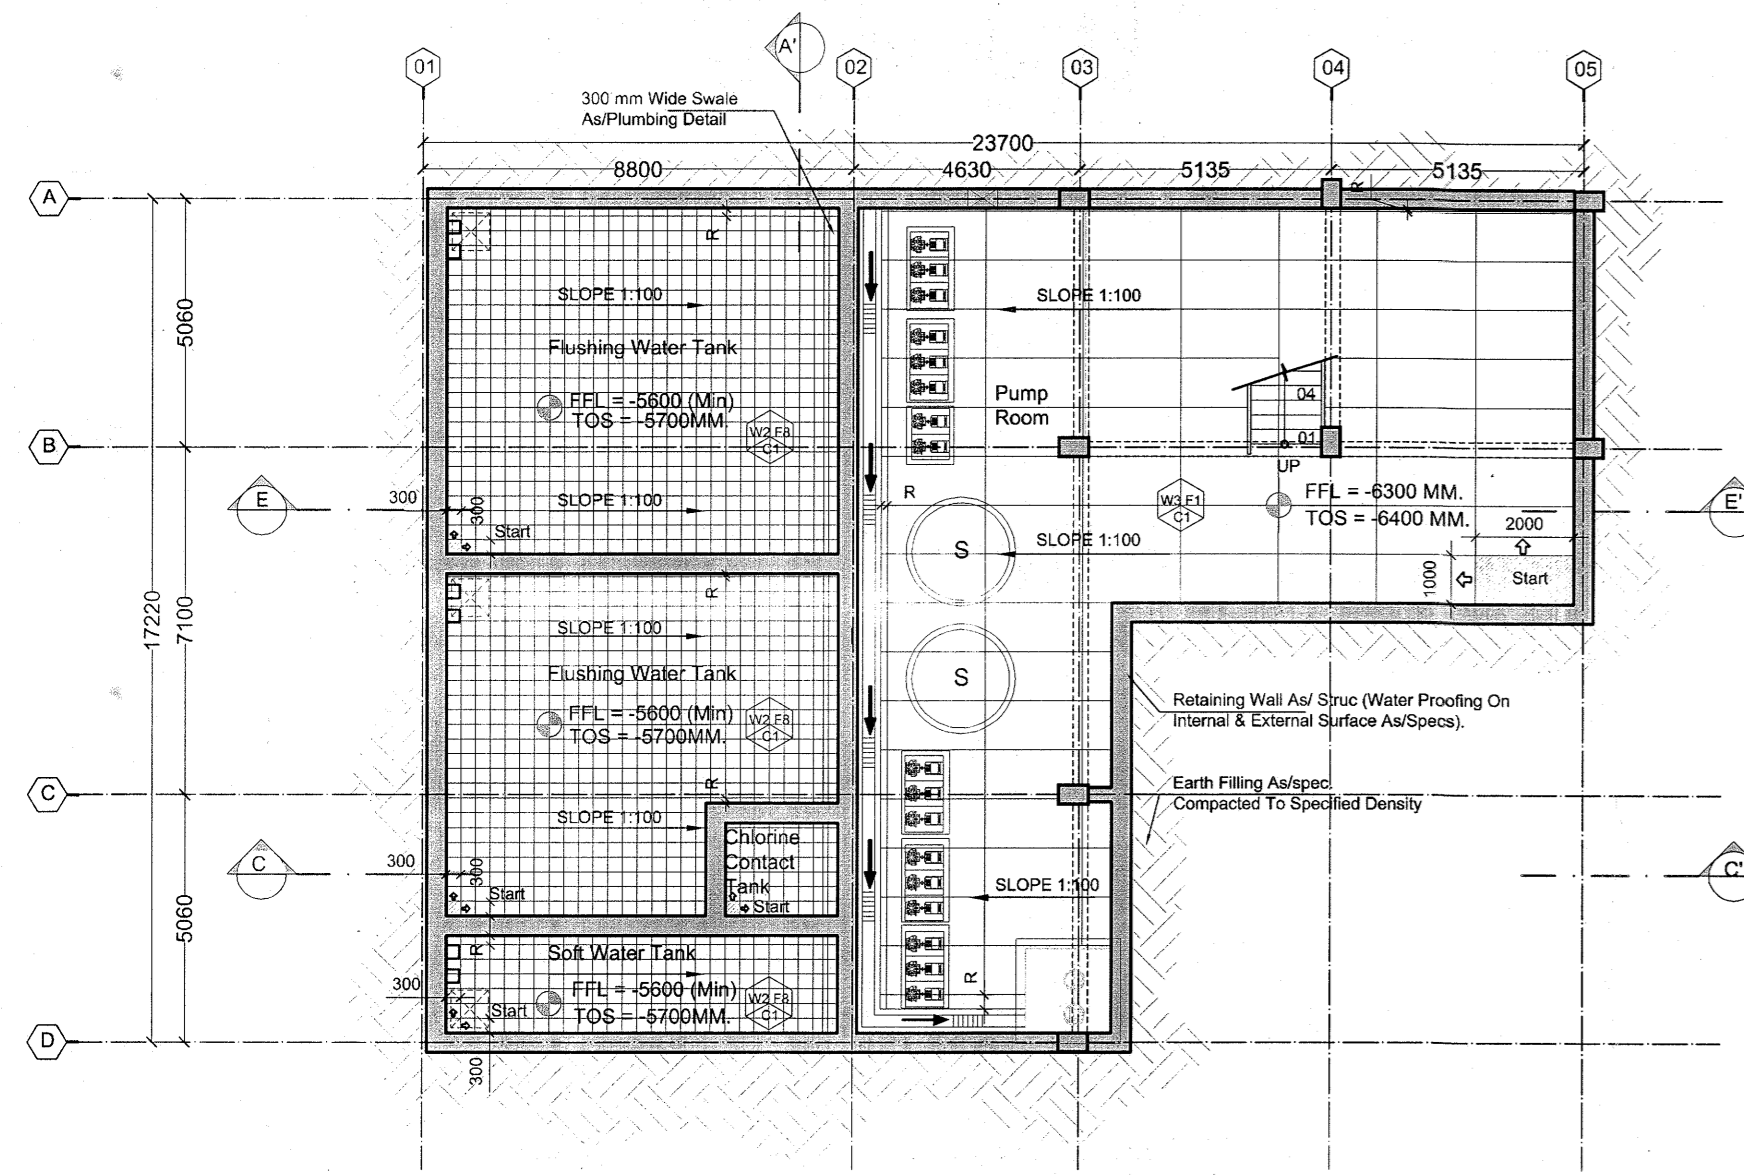 A'
01
02
03
04
05
300 mm Wide Swale
As/Plumbing Detail
23700
8800
4630
5135
5135
A
R
R
SLOPE 1:100
SLOPE 1:100
5060
Flushing Water Tank
FFL = -5600 (Min)
TOS = -5700MM.
W2 F8
C1
Pump
Room
04
01
UP
B
E
300
300
SLOPE 1:100
Start
R
W3 F1
C1
FFL = -6300 MM.
TOS = -6400 MM.
E'
2000
S
SLOPE 1:100
1000
Start
17220
7100
R
SLOPE 1:100
Flushing Water Tank
S
FFL = -5600 (Min)
TOS = -5700MM.
W2 F8
C1
Retaining Wall As/ Struc (Water Proofing On
Internal & External Surface As/Specs).
R
C
Earth Filling As/spec
Compacted To Specified Density
SLOPE 1:100
Chlorine
Contact
Tank
Start
C
300
300
Start
SLOPE 1:100
C'
5060
R
Soft Water Tank
300
FFL = -5600 (Min)
TOS = -5700MM.
W2 F8
C1
Start
R
D
300